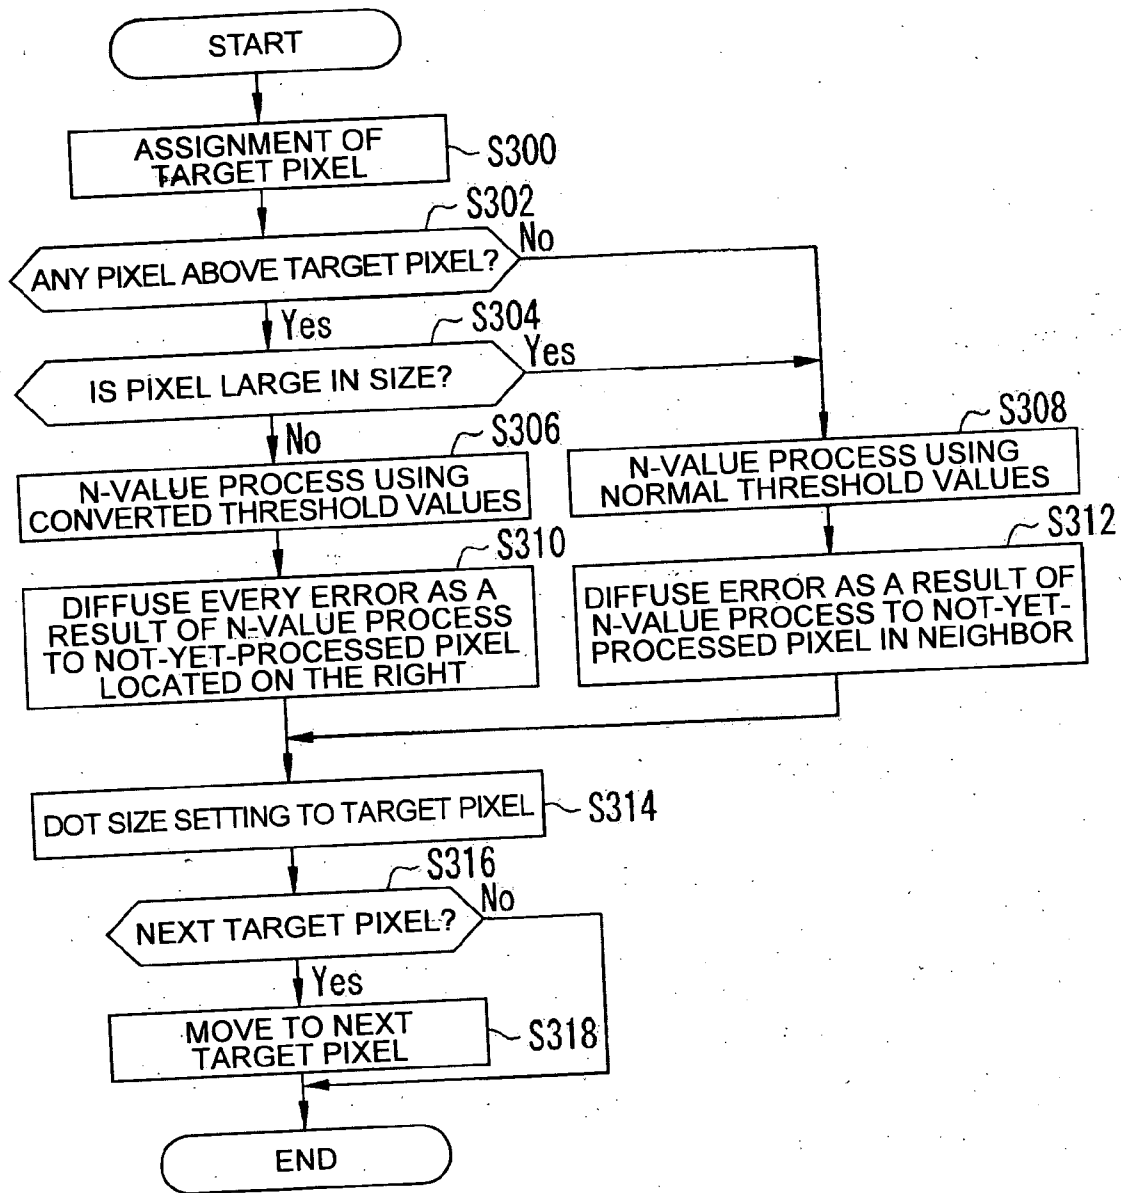 START
ASSIGNMENT OF
TARGET PIXEL
S300
S302
ANY PIXEL ABOVE TARGET PIXEL?
No
Yes
S304
IS PIXEL LARGE IN SIZE?
Yes
No
S306
N-VALUE PROCESS USING
CONVERTED THRESHOLD VALUES
S308
N-VALUE PROCESS USING
NORMAL THRESHOLD VALUES
S310
DIFFUSE EVERY ERROR AS A
RESULT OF N-VALUE PROCESS
TO NOT-YET-PROCESSED PIXEL
LOCATED ON THE RIGHT
S312
DIFFUSE ERROR AS A RESULT OF
N-VALUE PROCESS TO NOT-YET-
PROCESSED PIXEL IN NEIGHBOR
DOT SIZE SETTING TO TARGET PIXEL
S314
S316
NEXT TARGET PIXEL?
No
Yes
MOVE TO NEXT
TARGET PIXEL
S318
END